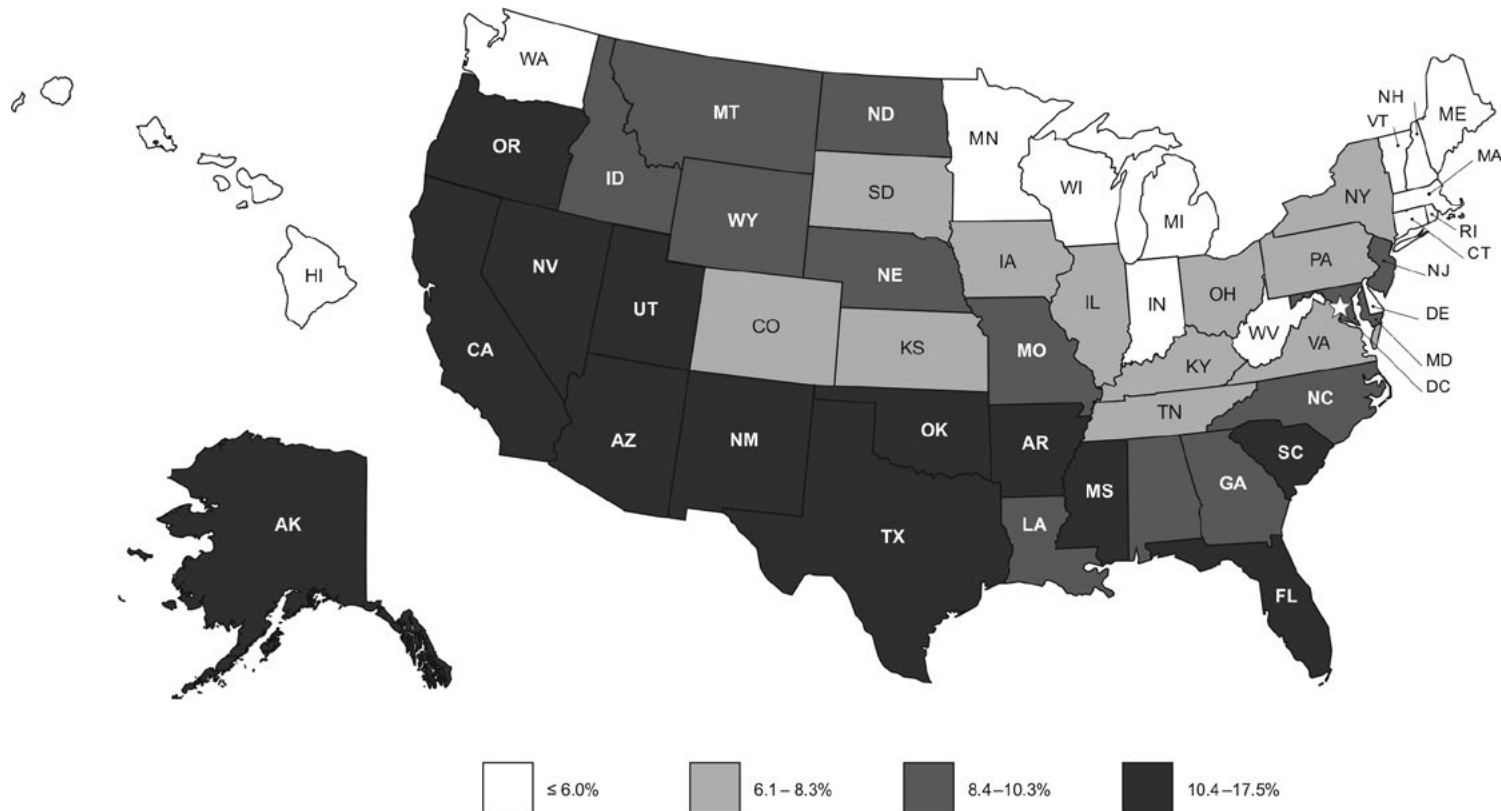 WA
MT
ND
MN
NH
VT
ME
OR
ID
SD
WI
MI
NY
MA
WY
RI
CT
HI
NV
NE
IA
PA
NJ
UT
CO
IL
IN
OH
DE
CA
KS
MO
WV
VA
MD
KY
DC
AZ
NM
OK
AR
TN
NC
SC
AK
TX
LA
MS
GA
FL
≤ 6.0%
6.1 – 8.3%
8.4–10.3%
10.4–17.5%